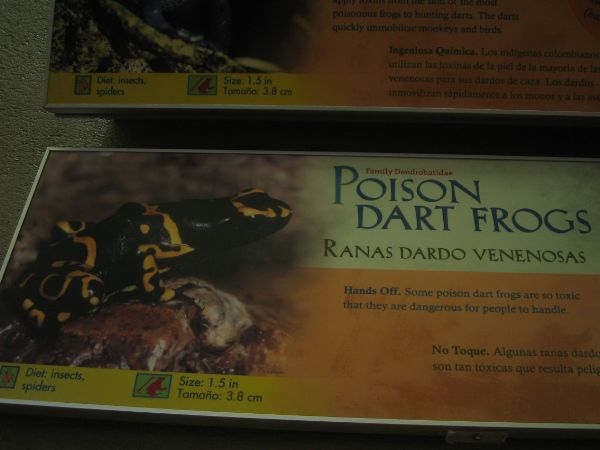 apply toxins from the skin of the most
poisonous frogs to hunting darts. The darts
quickly immobilize monkeys and birds.
Ingeniosa Química. Los indígenas colombianos
utilizan las toxinas de la piel de la mayoría de las
venenosas para sus dardos de caza. Los dardos
inmovilizan rápidamente a los monos y a las
Diet: insects,
spiders
Size: 1.5 in
Tamaño: 3.8 cm
Family Dendrobatidae
POISON
DART FROGS
RANAS DARDO VENENOSAS
Hands Off. Some poison dart frogs are so toxic
that they are dangerous for people to handle.
No Toque. Algunas ranas dardo
son tan tóxicas que resulta
Diet: insects,
spiders
Size: 1.5 in
Tamaño: 3.8 cm